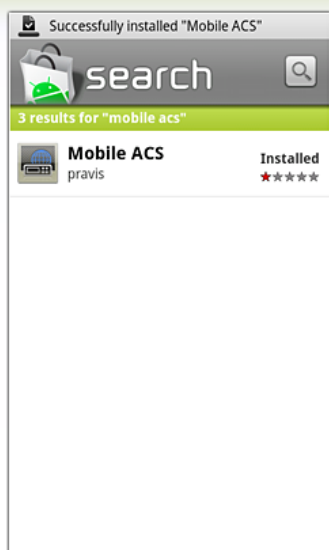 Successfully installed "Mobile ACS"
search
3 results for "mobile acs"
Mobile ACS
Installed
pravis